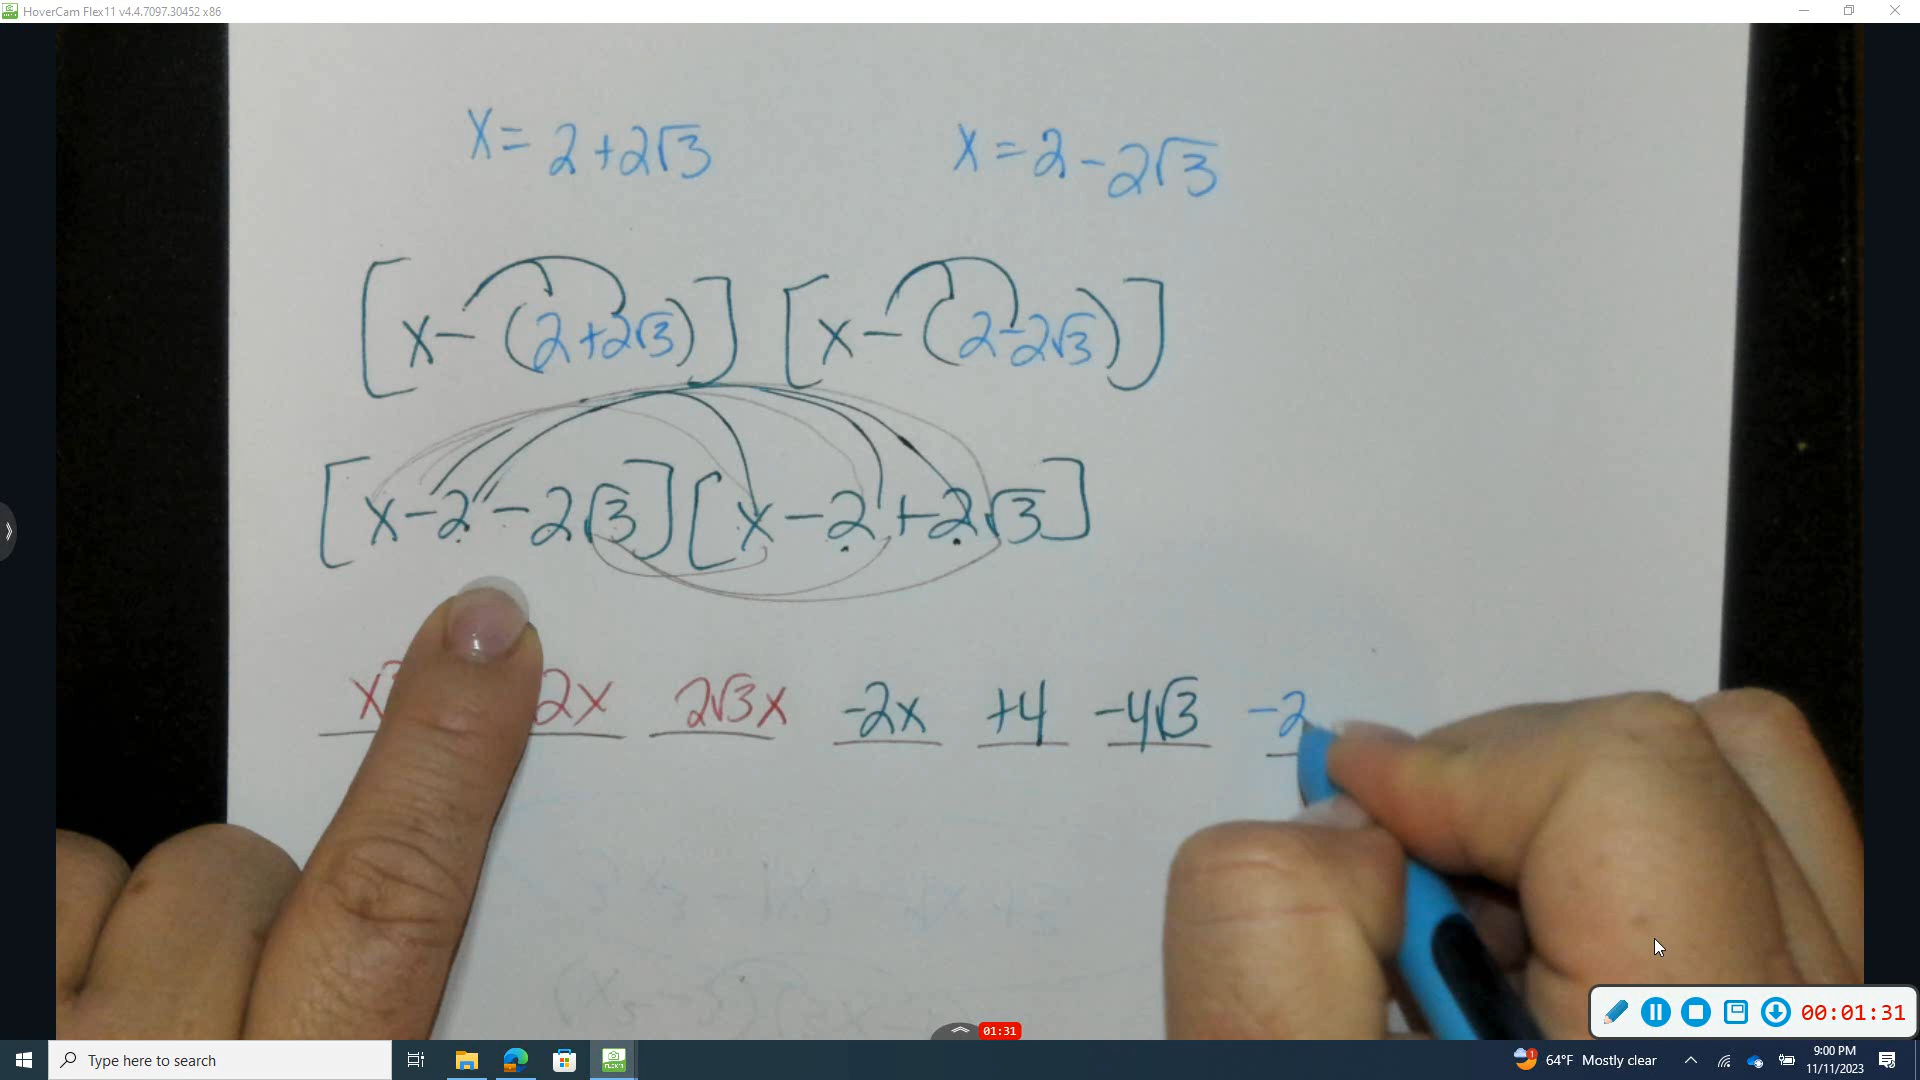 HoverCam Flex11 v4.4.7097.30452 x86
x = 2 + 2√3    x = 2 - 2√3
[x - (2 + 2√3)] [x - (2 - 2√3)]
[x - 2 - 2√3] [x - 2 + 2√3]
x 2x 2√3x -2x +4 -4√3 -2
01:31
00:01:31
Type here to search
FLEX11
1
64°F Mostly clear
9:00 PM
11/11/2023